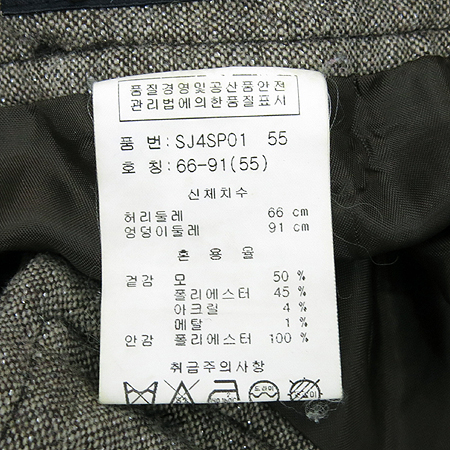 품질경영및공산품안전
관리법에의한품질표시
품 번: SJ4SP01 55
호 칭: 66-91(55)
신체치수
허리둘레 66 cm
엉덩이둘레 91 cm
혼 용 율
겉감 모 50 %
폴리에스터 45 %
아크릴 4 %
메탈 1 %
안감 폴리에스터 100 %
취급주의사항
드라이